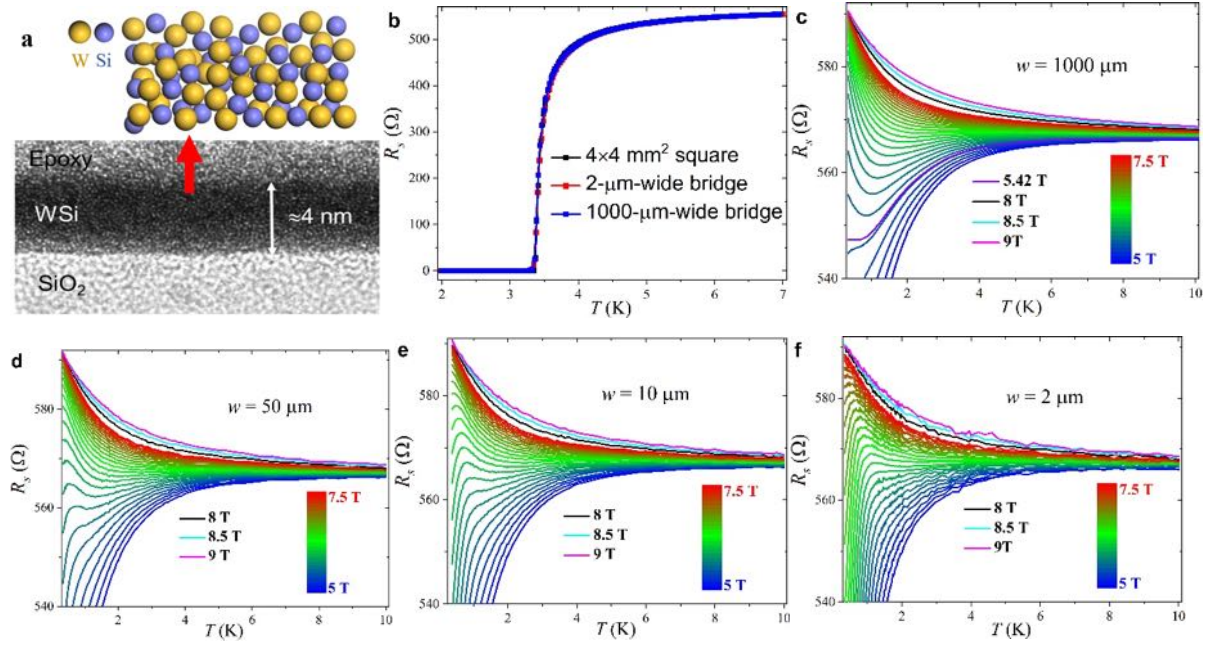 a
W Si
Epoxy
WSi
≈4 nm
SiO2
b
Rs (Ω)
500
400
300
200
100
0
4×4 mm² square
2-μm-wide bridge
1000-μm-wide bridge
2 3 4 5 6 7
T (K)
c
Rs (Ω)
580
560
540
w = 1000 μm
5.42 T
8 T
8.5 T
9T
7.5 T
5 T
2 4 6 8 10
T (K)
d
Rs (Ω)
580
560
540
w = 50 μm
8 T
8.5 T
9 T
7.5 T
5 T
2 4 6 8 10
T (K)
e
Rs (Ω)
580
560
540
w = 10 μm
8 T
8.5 T
9 T
7.5 T
5 T
2 4 6 8 10
T (K)
f
Rs (Ω)
580
560
540
w = 2 μm
8 T
8.5 T
9T
7.5 T
5 T
2 4 6 8 10
T (K)